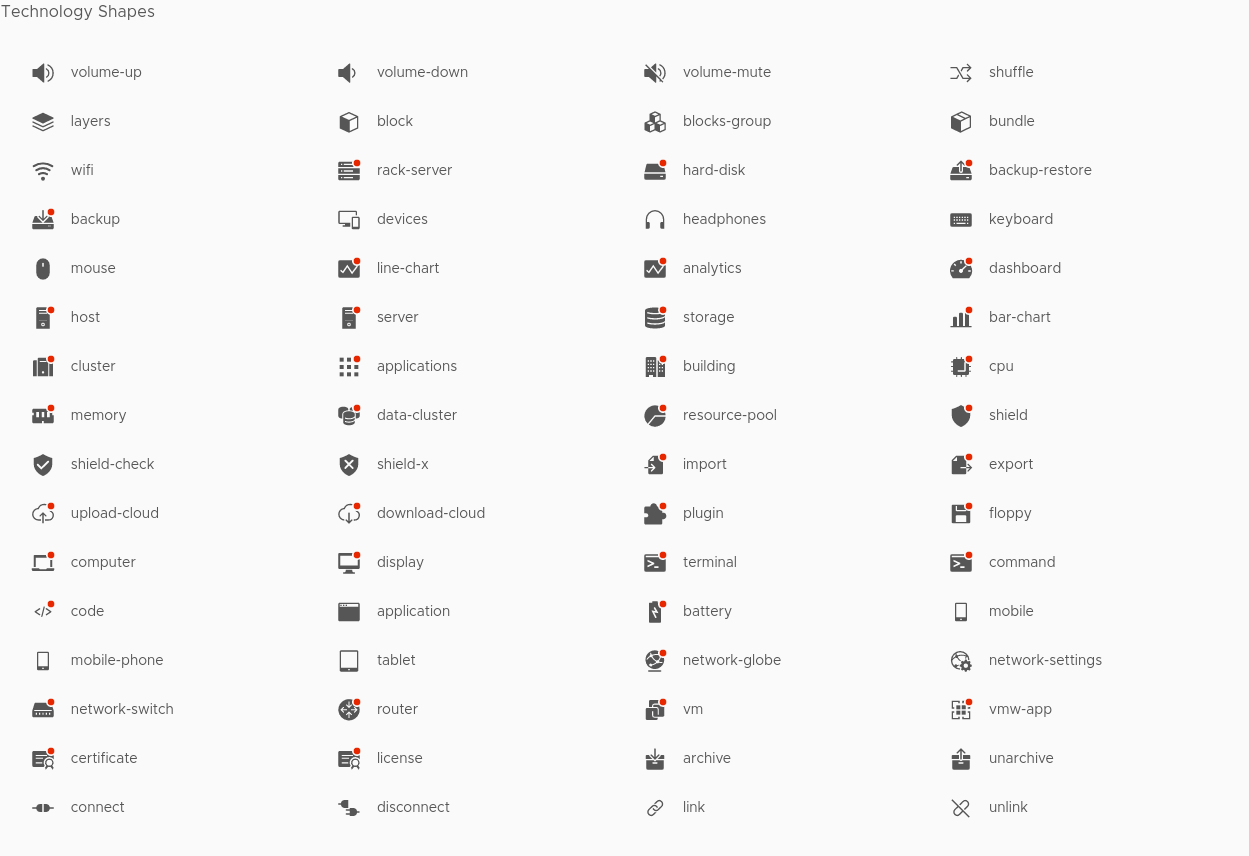 Technology Shapes
volume-up volume-down volume-mute shuffle
layers block blocks-group bundle
wifi rack-server hard-disk backup-restore
backup devices headphones keyboard
mouse line-chart analytics dashboard
host server storage bar-chart
cluster applications building cpu
memory data-cluster resource-pool shield
shield-check shield-x import export
upload-cloud download-cloud plugin floppy
computer display terminal command
code application battery mobile
mobile-phone tablet network-globe network-settings
network-switch router vm vmw-app
certificate license archive unarchive
connect disconnect link unlink